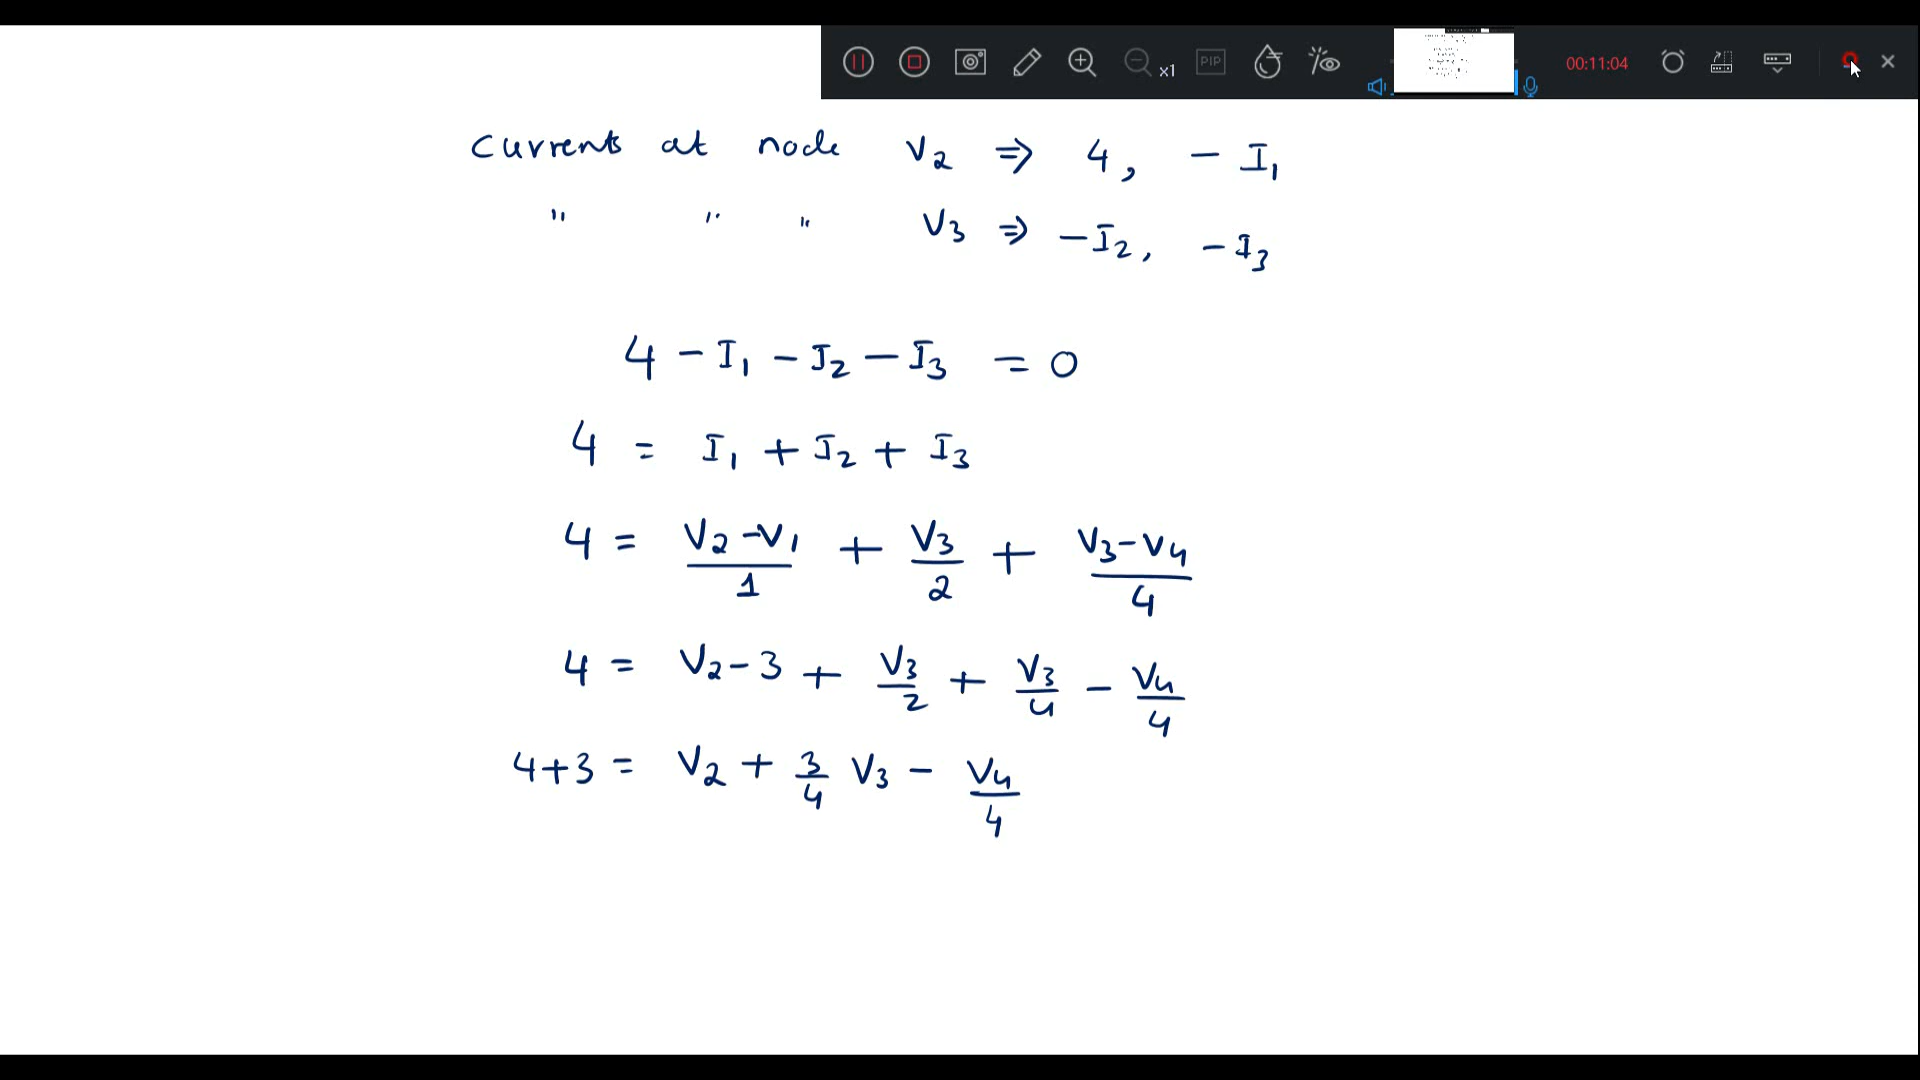 x1 PIP 00:11:04
Currents at node V2 ⇒ 4, - I1
" " " V3 ⇒ -I2, -I3
4 - I1 - I2 - I3 = 0
4 = I1 + I2 + I3
4 = (V2-V1)/1 + V3/2 + (V3-V4)/4
4 = V2-3 + V3/2 + V3/4 - V4/4
4+3 = V2 + 3/4 V3 - V4/4